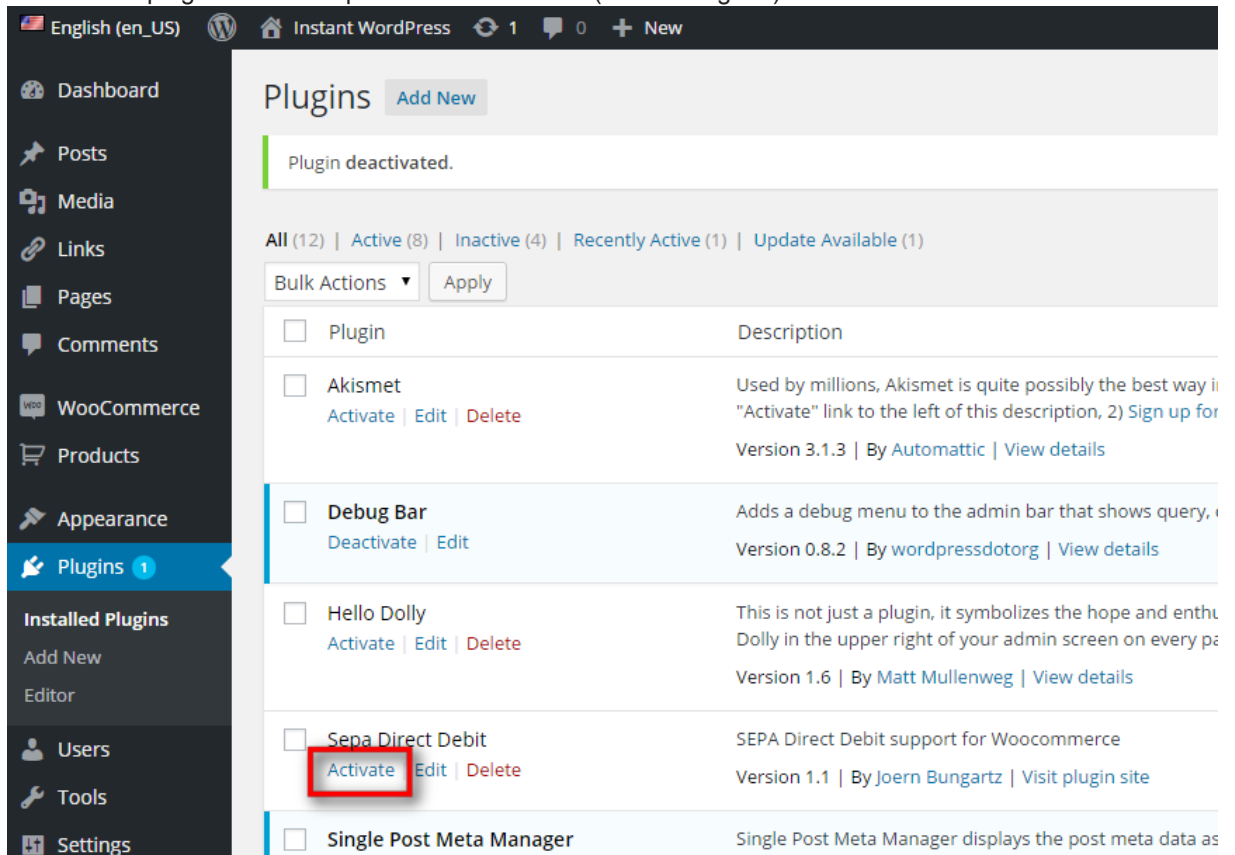 English (en_US) Instant WordPress 1 0 New
Dashboard
Posts
Media
Links
Pages
Comments
WooCommerce
Products
Appearance
Plugins 1
Installed Plugins
Add New
Editor
Users
Tools
Settings
Plugins Add New
Plugin deactivated.
All (12) | Active (8) | Inactive (4) | Recently Active (1) | Update Available (1)
Bulk Actions Apply
Plugin Description
Akismet
Activate | Edit | Delete
Used by millions, Akismet is quite possibly the best way
"Activate" link to the left of this description, 2) Sign up for
Version 3.1.3 | By Automattic | View details
Debug Bar
Deactivate | Edit
Adds a debug menu to the admin bar that shows query,
Version 0.8.2 | By wordpressdotorg | View details
Hello Dolly
Activate | Edit | Delete
This is not just a plugin, it symbolizes the hope and
Dolly in the upper right of your admin screen on every
Version 1.6 | By Matt Mullenweg | View details
Sepa Direct Debit
Activate | Edit | Delete
SEPA Direct Debit support for Woocommerce
Version 1.1 | By Joern Bungartz | Visit plugin site
Single Post Meta Manager
Single Post Meta Manager displays the post meta data as